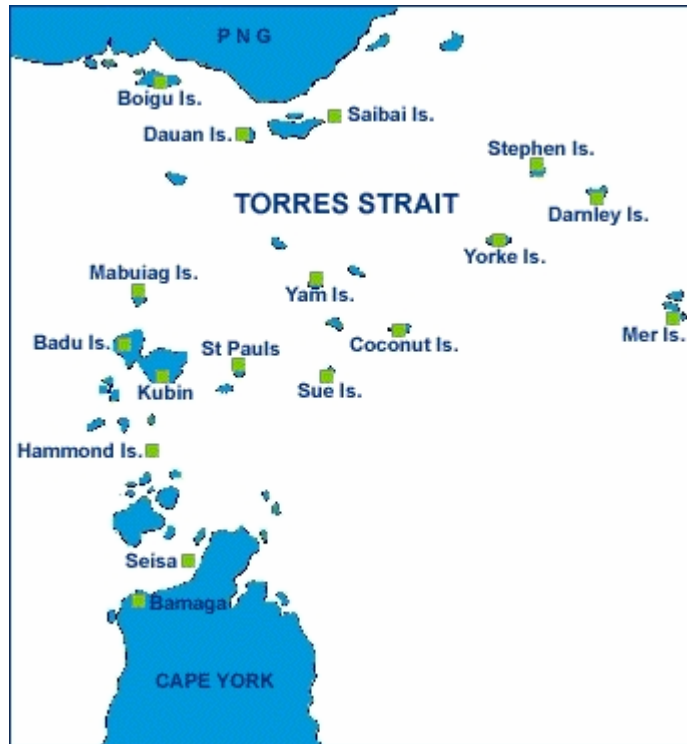 P N G
Boigu Is.
Saibai Is.
Dauan Is.
Stephen Is.
TORRES STRAIT
Darnley Is.
Yorke Is.
Mabuiag Is.
Yam Is.
Badu Is.
St Pauls
Coconut Is.
Mer Is.
Kubin
Sue Is.
Hammond Is.
Seisa
Bamaga
CAPE YORK